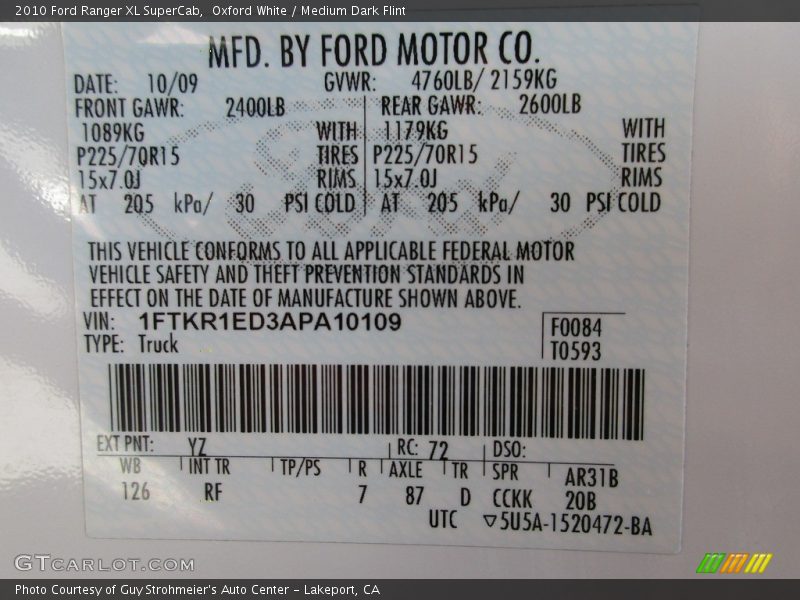 2010 Ford Ranger XL SuperCab,  Oxford White / Medium Dark Flint
MFD. BY FORD MOTOR CO.
DATE: 10/09 GVWR: 4760LB/ 2159KG
FRONT GAWR: 2400LB REAR GAWR: 2600LB
1089KG WITH 1179KG WITH
P225/70R15 TIRES P225/70R15 TIRES
15x7.0J RIMS 15x7.0J RIMS
AT 205 kPa/ 30 PSI COLD AT 205 kPa/ 30 PSI COLD
THIS VEHICLE CONFORMS TO ALL APPLICABLE FEDERAL MOTOR
VEHICLE SAFETY AND THEFT PREVENTION STANDARDS IN
EFFECT ON THE DATE OF MANUFACTURE SHOWN ABOVE.
VIN: 1FTKR1ED3APA10109 F0084
TYPE: Truck T0593
EXT PNT: YZ RC: 72 DSO:
WB INT TR TP/PS R AXLE TR SPR AR31B
126 RF 7 87 D CCKK 20B
UTC ▽5U5A-1520472-BA
GTCARLOT.COM
Photo Courtesy of Guy Strohmeier's Auto Center – Lakeport, CA